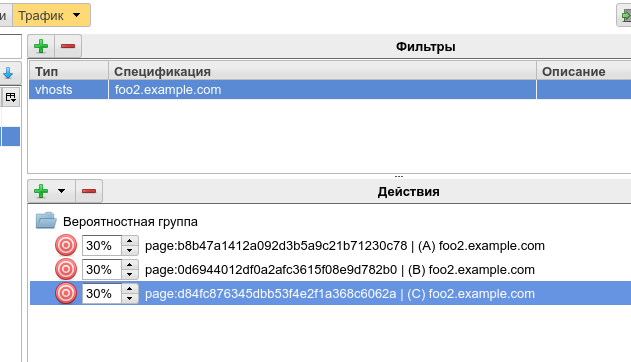 и Трафик
Фильтры
Тип Спецификация Описание
vhosts foo2.example.com
Действия
Вероятностная группа
30% page:b8b47a1412a092d3b5a9c21b71230c78 | (A) foo2.example.com
30% page:0d6944012df0a2afc3615f08e9d782b0 | (B) foo2.example.com
30% page:d84fc876345dbb53f4e2f1a368c6062a | (C) foo2.example.com